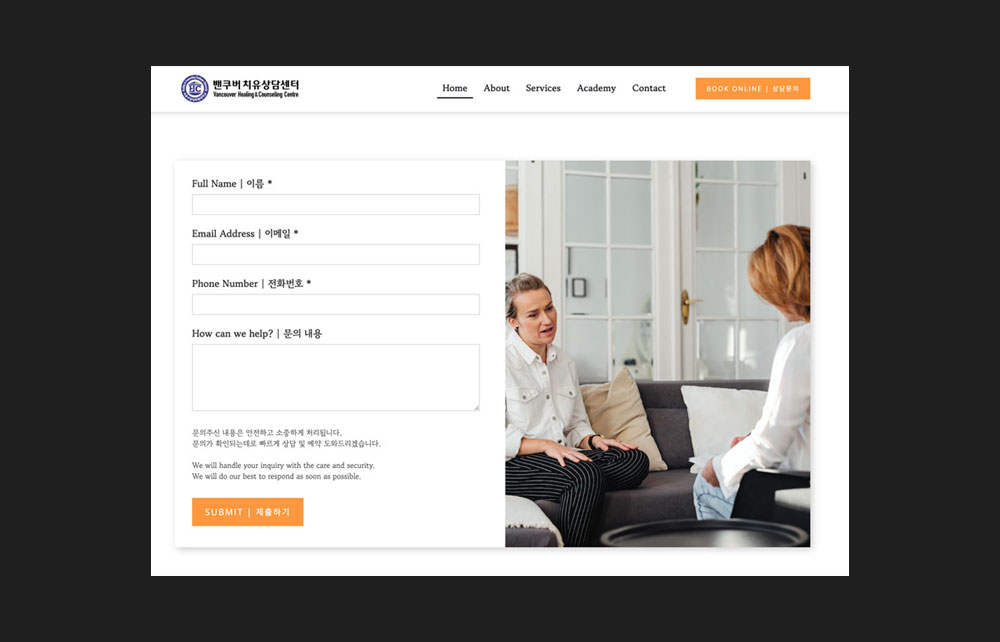 HC
밴쿠버 치유상담센터
Vancouver Healing & Counseling Centre
Home
About
Services
Academy
Contact
BOOK ONLINE | 상담문의
Full Name | 이름 *
Email Address | 이메일 *
Phone Number | 전화번호 *
How can we help? | 문의 내용
문의주신 내용은 안전하고 소중하게 처리됩니다.
문의가 확인되는데로 빠르게 상담 및 예약 도와드리겠습니다.
We will handle your inquiry with the care and security.
We will do our best to respond as soon as possible.
SUBMIT | 제출하기